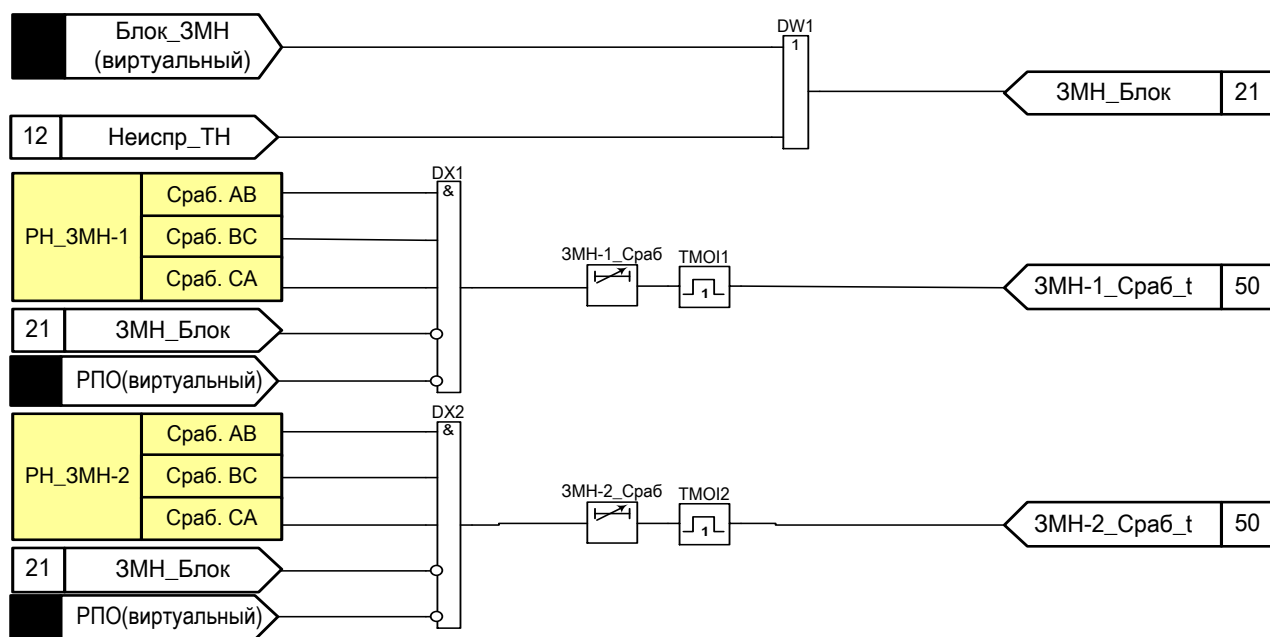 Блок_ЗМН
(виртуальный)
DW1
1
ЗМН_Блок 21
12 Неиспр_ТН
РН_ЗМН-1
Сраб. АВ
Сраб. ВС
Сраб. СА
DX1
&
ЗМН-1_Сраб
TMOI1
1
ЗМН-1_Сраб_t 50
21 ЗМН_Блок
РПО(виртуальный)
РН_ЗМН-2
Сраб. АВ
Сраб. ВС
Сраб. СА
DX2
&
ЗМН-2_Сраб
TMOI2
1
ЗМН-2_Сраб_t 50
21 ЗМН_Блок
РПО(виртуальный)